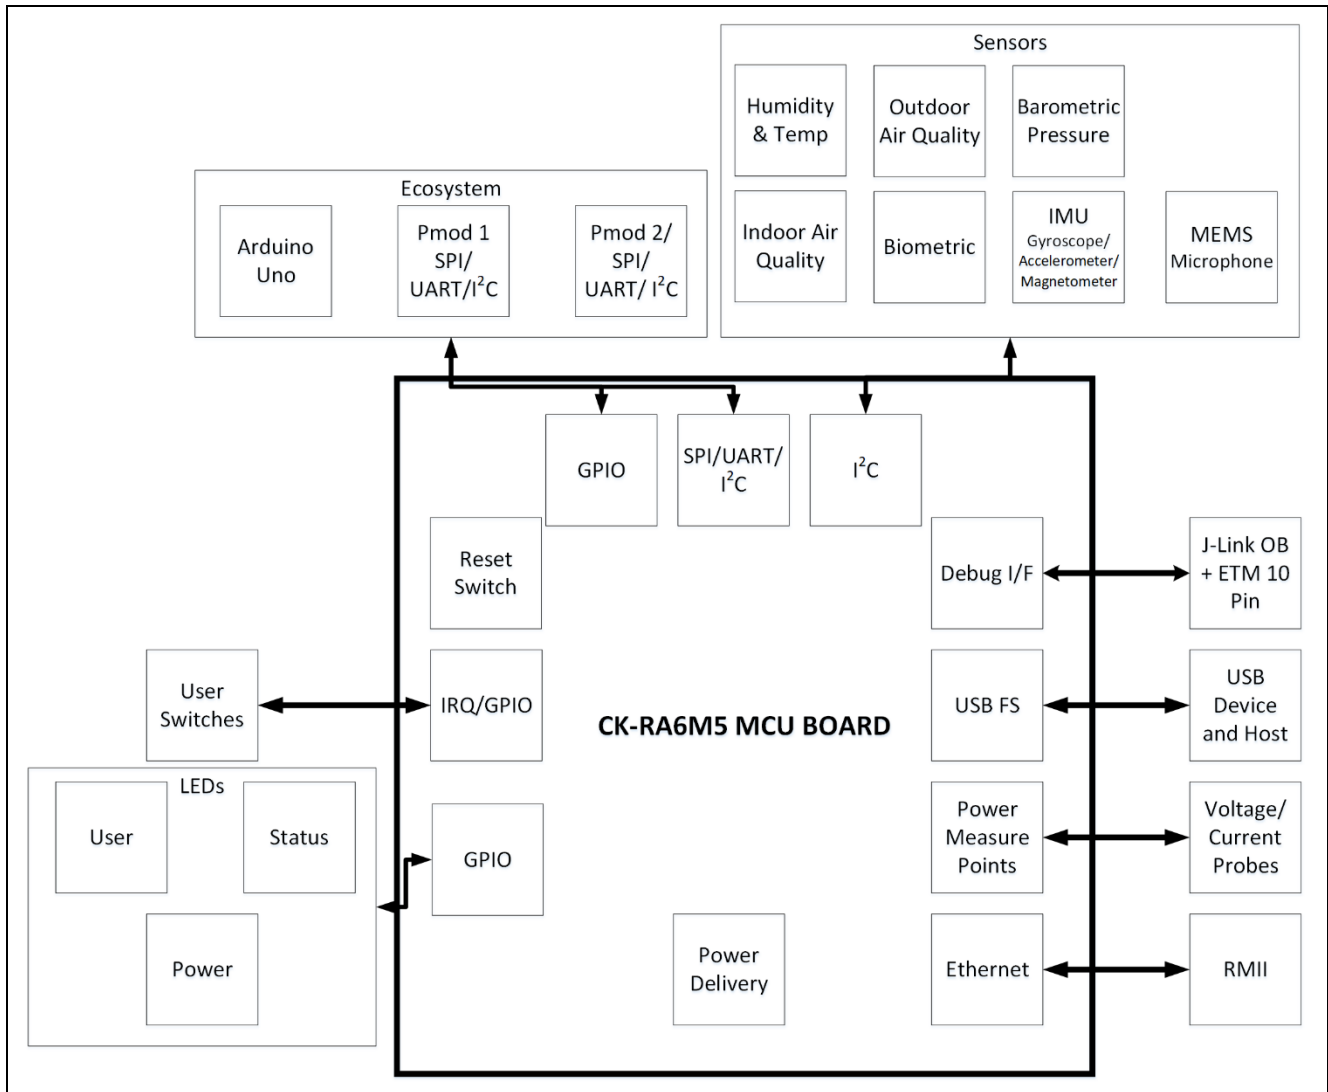 Sensors
Humidity
& Temp
Outdoor
Air Quality
Barometric
Pressure
Indoor Air
Quality
Biometric
IMU
Gyroscope/
Accelerometer/
Magnetometer
MEMS
Microphone
Ecosystem
Arduino
Uno
Pmod 1
SPI/
UART/I²C
Pmod 2/
SPI/
UART/ I²C
GPIO
SPI/UART/
I²C
I²C
Reset
Switch
Debug I/F
J-Link OB
+ ETM 10
Pin
User
Switches
IRQ/GPIO
CK-RA6M5 MCU BOARD
USB FS
USB
Device
and Host
LEDs
User
Status
Power
GPIO
Power
Measure
Points
Voltage/
Current
Probes
Power
Delivery
Ethernet
RMII